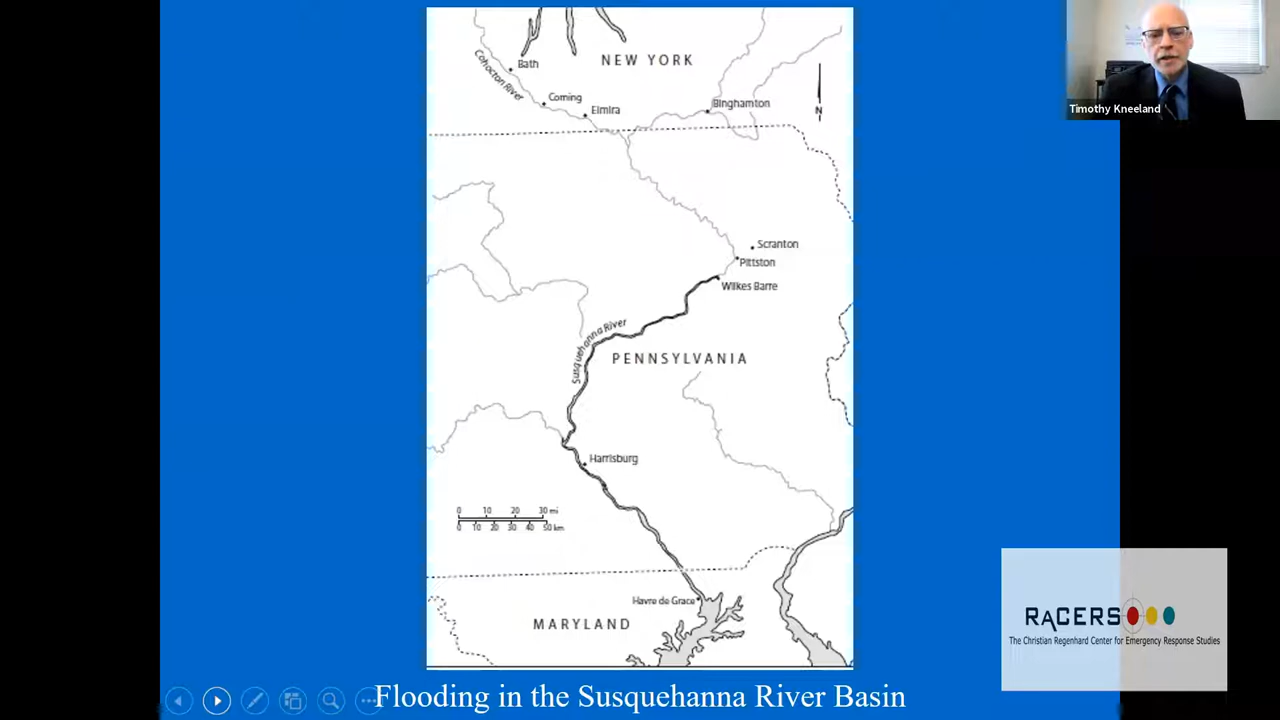 Timothy Kneeland
NEW YORK
Bath
Cohocton River
Corning
Elmira
Binghamton
N
Scranton
Pittston
Wilkes Barre
Susquehanna River
PENNSYLVANIA
Harrisburg
0 10 20 30 mi
0 10 20 30 40 50 km
Havre de Grace
MARYLAND
RaCERS
The Christian Regenhard Center for Emergency Response Studies
Flooding in the Susquehanna River Basin